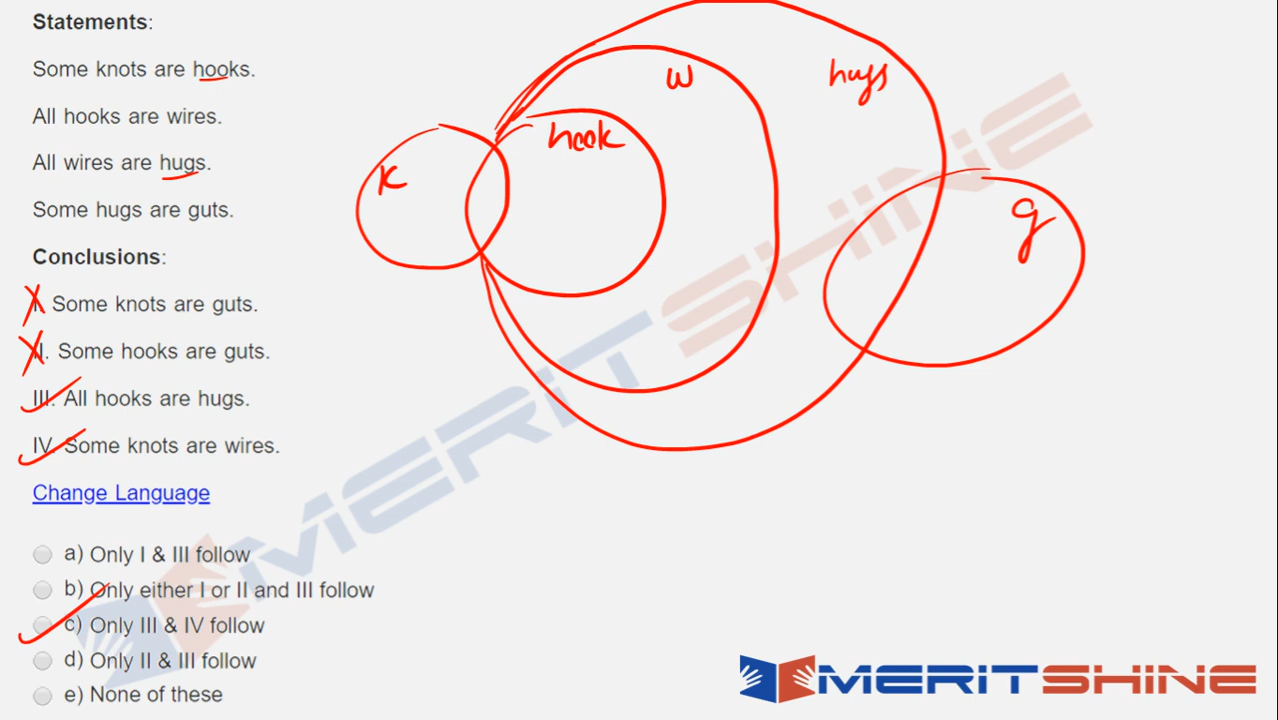 Statements:
Some knots are hooks.
All hooks are wires.
All wires are hugs.
Some hugs are guts.
Conclusions:
I. Some knots are guts.
II. Some hooks are guts.
III. All hooks are hugs.
IV. Some knots are wires.
Change Language
a) Only I & III follow
b) Only either I or II and III follow
c) Only III & IV follow
d) Only II & III follow
e) None of these
K
hook
w
hugs
g
MERITSHINE
MERITSHINE